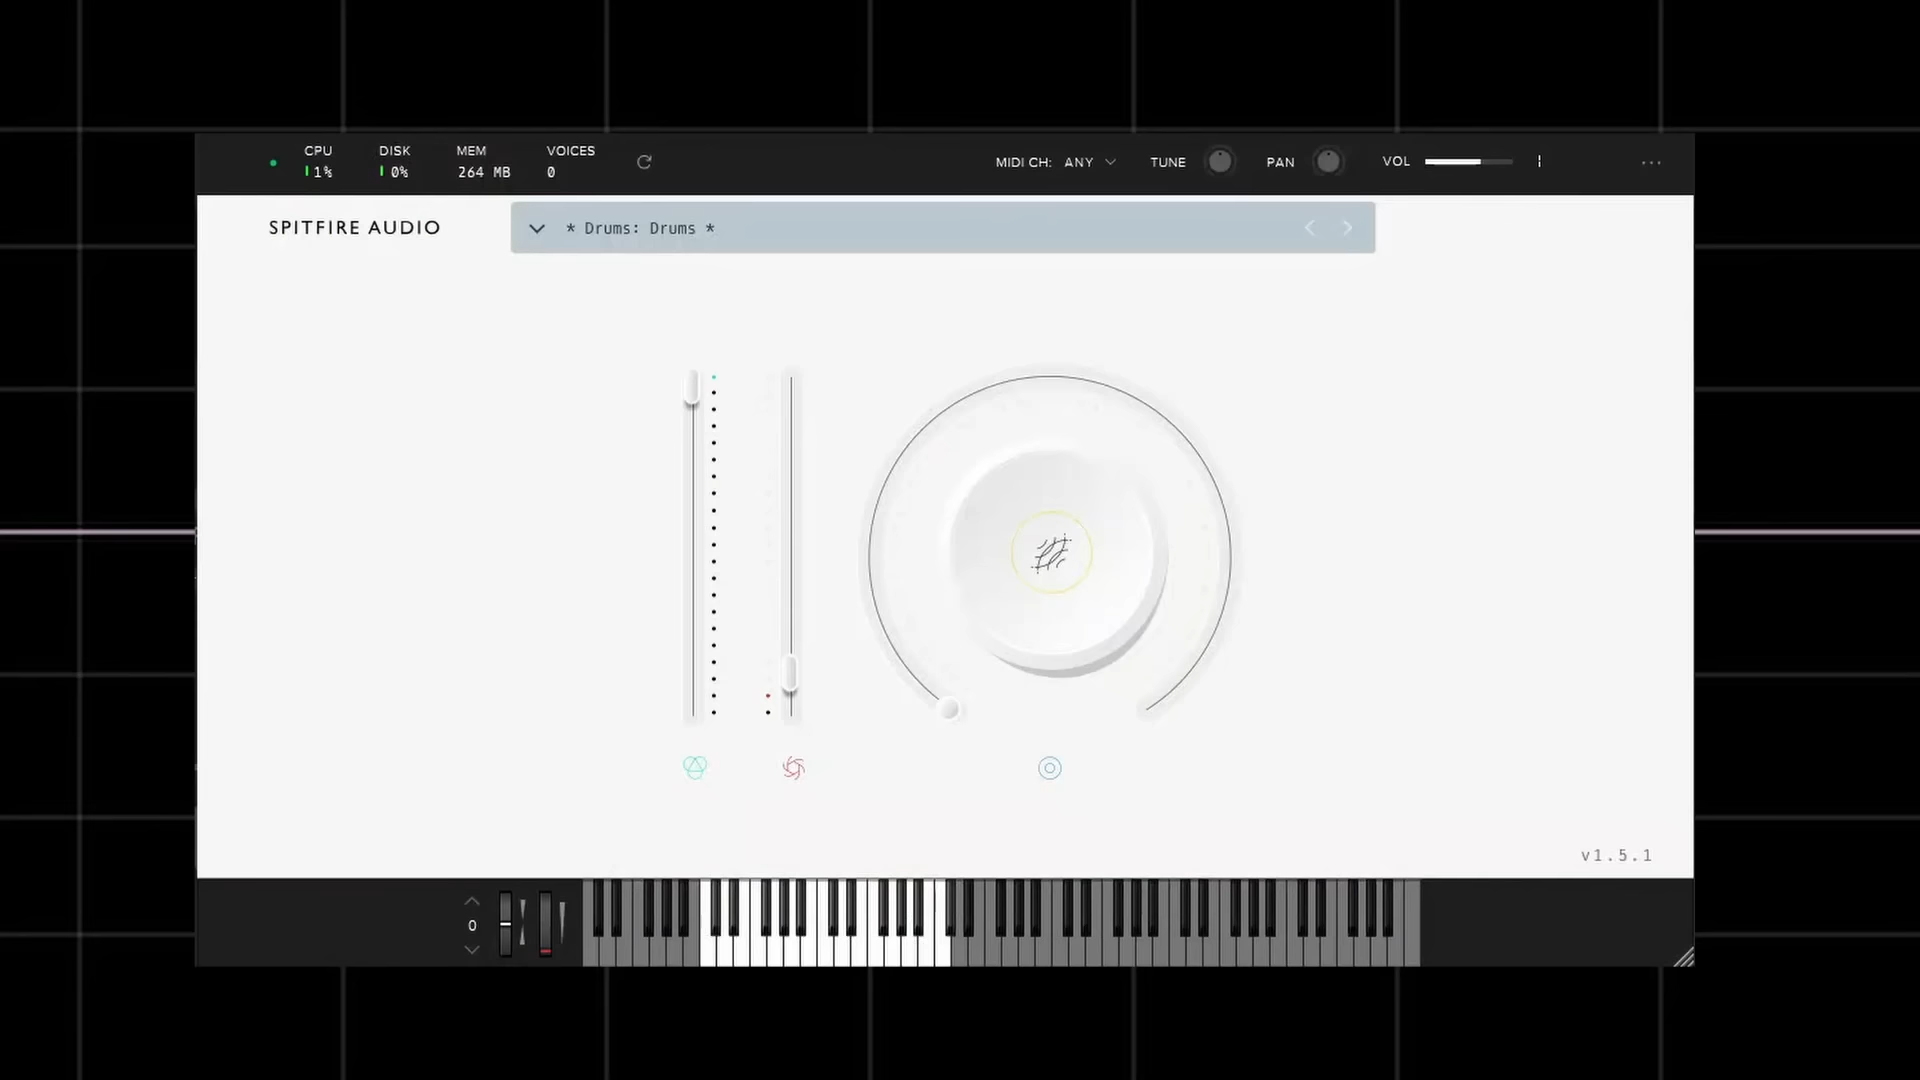 CPU DISK MEM VOICES
1% 0% 264 MB 0
MIDI CH: ANY TUNE PAN VOL
SPITFIRE AUDIO
* Drums: Drums *
v1.5.1
0